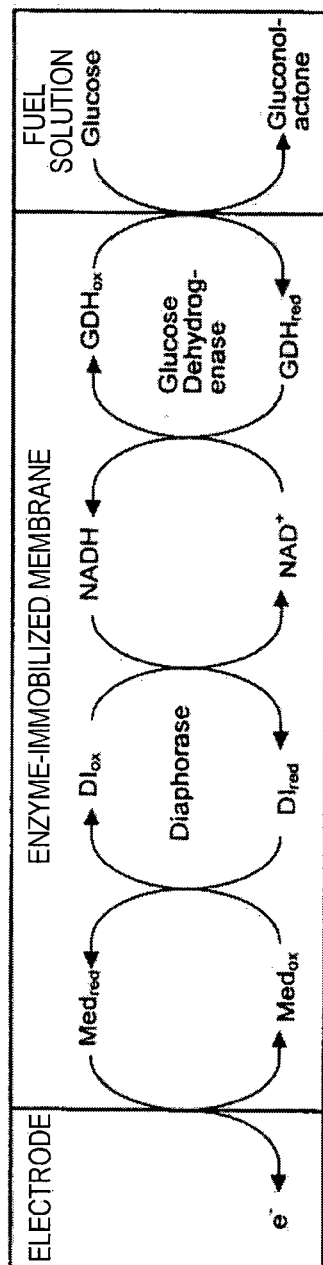 ELECTRODE
ENZYME-IMMOBILIZED MEMBRANE
FUEL
SOLUTION
Med_red
DI_ox
NADH
GDH_ox
Glucose
Diaphorase
Glucose
Dehydrog-
enase
e⁻
Med_ox
DI_red
NAD⁺
GDH_red
Gluconol-
actone